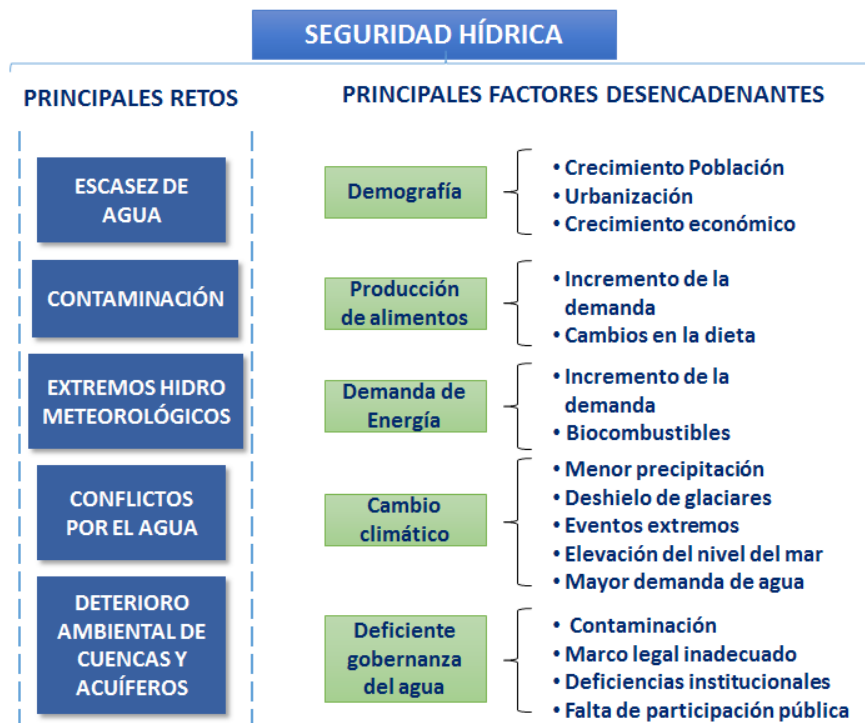 SEGURIDAD HÍDRICA
PRINCIPALES RETOS
ESCASEZ DE
AGUA
CONTAMINACIÓN
EXTREMOS HIDRO
METEOROLÓGICOS
CONFLICTOS
POR EL AGUA
DETERIORO
AMBIENTAL DE
CUENCAS Y
ACUÍFEROS
PRINCIPALES FACTORES DESENCADENANTES
Demografía
• Crecimiento Población
• Urbanización
• Crecimiento económico
Producción
de alimentos
• Incremento de la
demanda
• Cambios en la dieta
Demanda de
Energía
• Incremento de la
demanda
• Biocombustibles
Cambio
climático
• Menor precipitación
• Deshielo de glaciares
• Eventos extremos
• Elevación del nivel del mar
• Mayor demanda de agua
Deficiente
gobernanza
del agua
• Contaminación
• Marco legal inadecuado
• Deficiencias institucionales
• Falta de participación pública